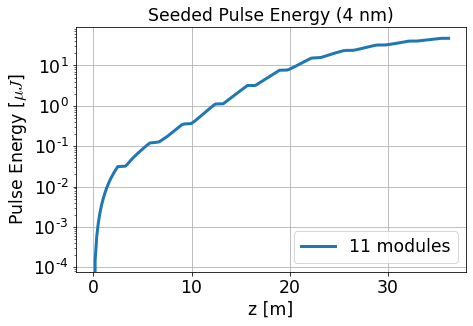 Seeded Pulse Energy (4 nm)
Pulse Energy [μJ]
10¹
10⁰
10⁻¹
10⁻²
10⁻³
10⁻⁴
11 modules
0 10 20 30
z [m]